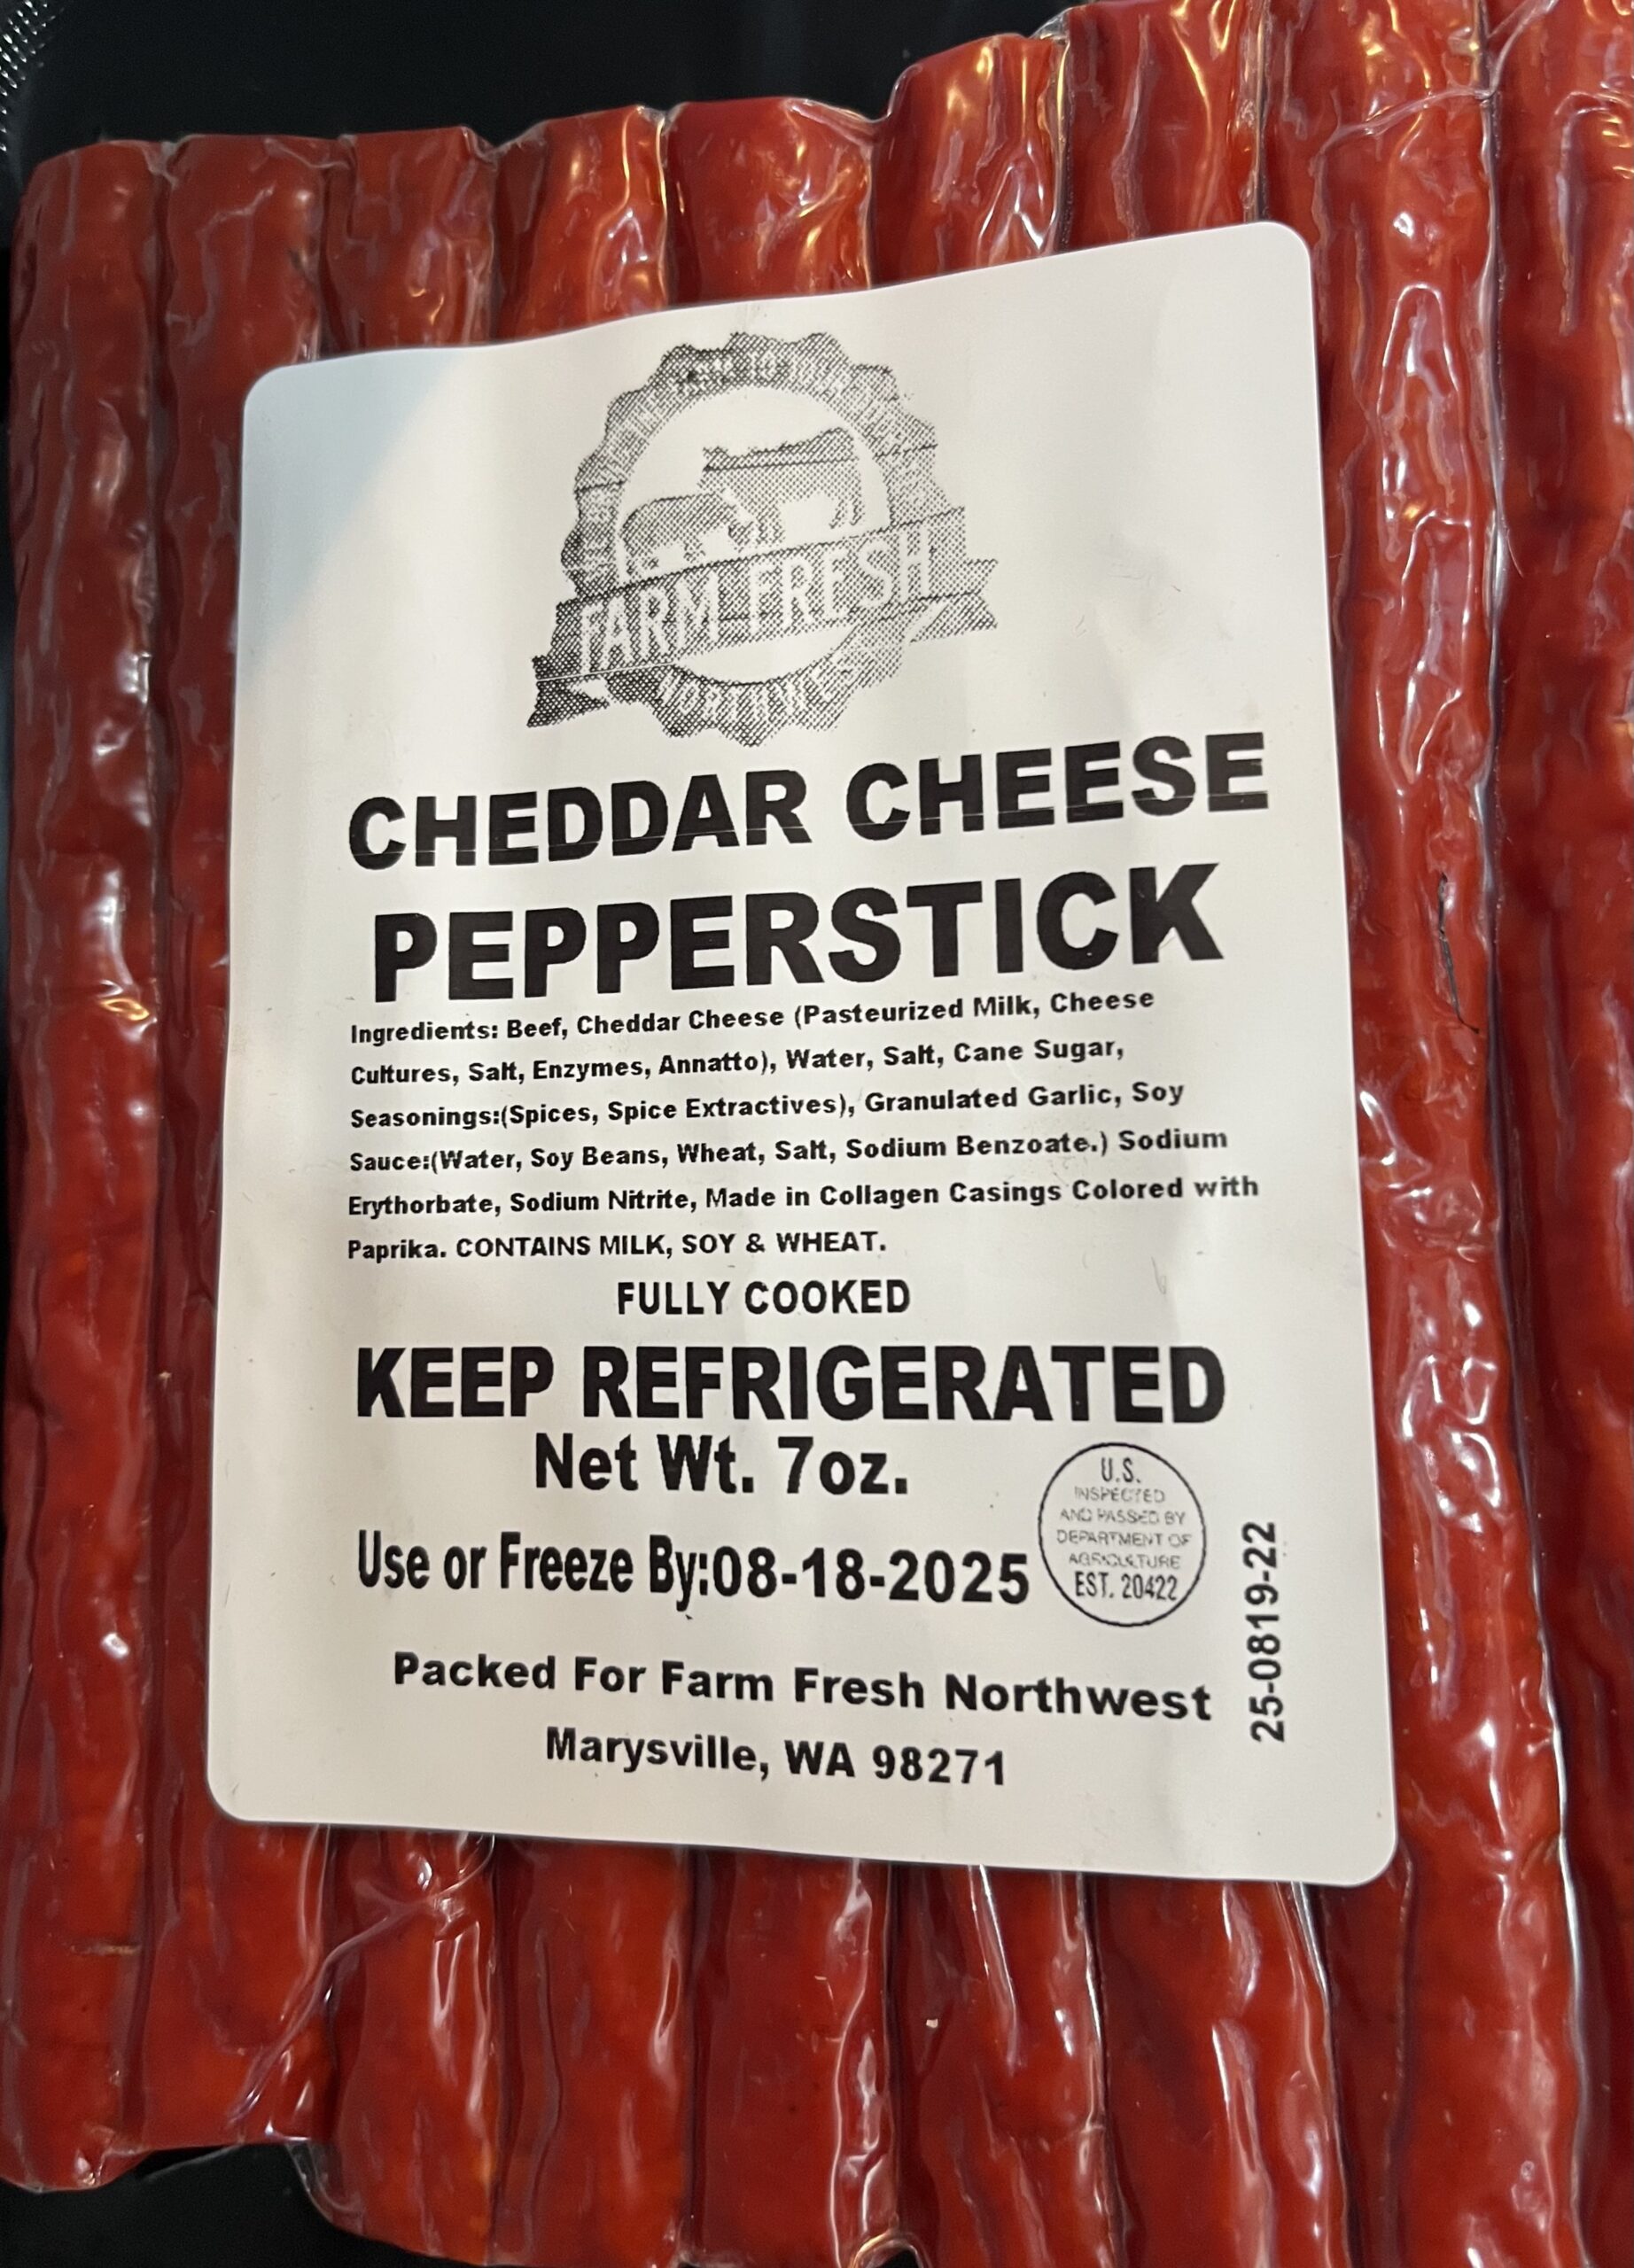 FARM TO YOUR
FARM FRESH
NORTHWEST
CHEDDAR CHEESE
PEPPERSTICK
Ingredients: Beef, Cheddar Cheese (Pasteurized Milk, Cheese
Cultures, Salt, Enzymes, Annatto), Water, Salt, Cane Sugar,
Seasonings:(Spices, Spice Extractives), Granulated Garlic, Soy
Sauce:(Water, Soy Beans, Wheat, Salt, Sodium Benzoate.) Sodium
Erythorbate, Sodium Nitrite, Made in Collagen Casings Colored with
Paprika. CONTAINS MILK, SOY & WHEAT.
FULLY COOKED
KEEP REFRIGERATED
Net Wt. 7oz.
U.S.
INSPECTED
AND PASSED BY
DEPARTMENT OF
AGRICULTURE
EST. 20422
Use or Freeze By:08-18-2025
25-0819-22
Packed For Farm Fresh Northwest
Marysville, WA 98271